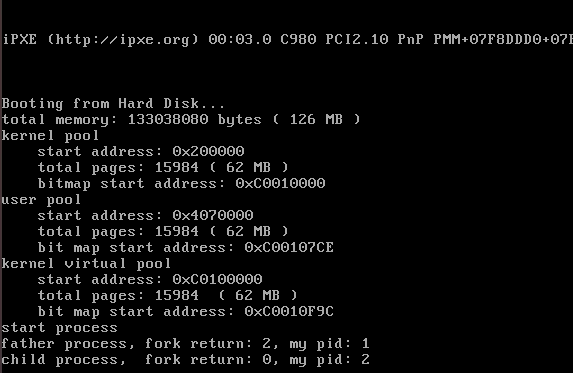 iPXE (http://ipxe.org) 00:03.0 C980 PCI2.10 PnP PMM+07F8DDD0+07
Booting from Hard Disk...
total memory: 133038080 bytes ( 126 MB )
kernel pool
    start address: 0x200000
    total pages: 15984 ( 62 MB )
    bitmap start address: 0xC0010000
user pool
    start address: 0x4070000
    total pages: 15984 ( 62 MB )
    bit map start address: 0xC00107CE
kernel virtual pool
    start address: 0xC0100000
    total pages: 15984  ( 62 MB )
    bit map start address: 0xC0010F9C
start process
father process, fork return: 2, my pid: 1
child process,  fork return: 0, my pid: 2